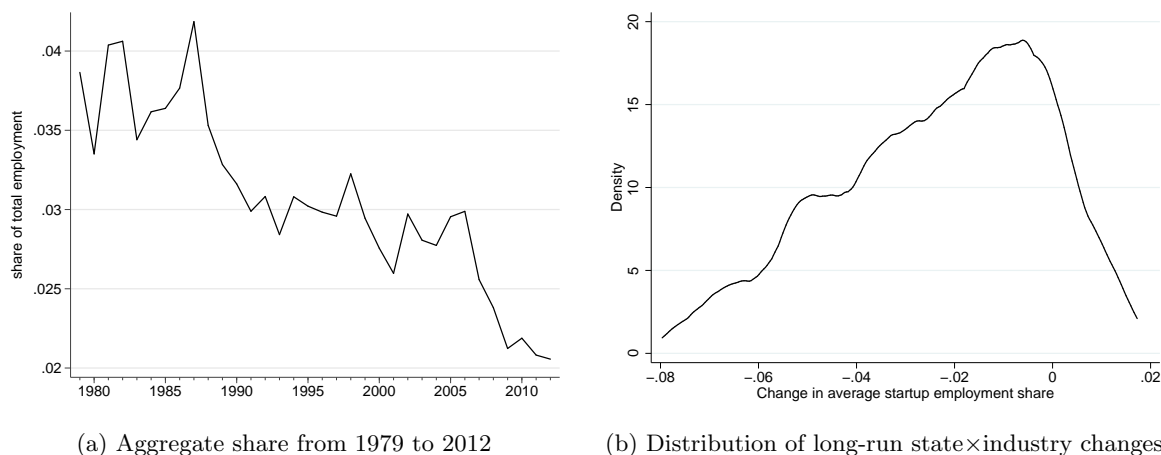 .04
.035
.03
.025
.02
share of total employment
1980 1985 1990 1995 2000 2005 2010
(a) Aggregate share from 1979 to 2012
20
15
10
5
0
Density
−.08 −.06 −.04 −.02 0 .02
Change in average startup employment share
(b) Distribution of long-run state×industry changes